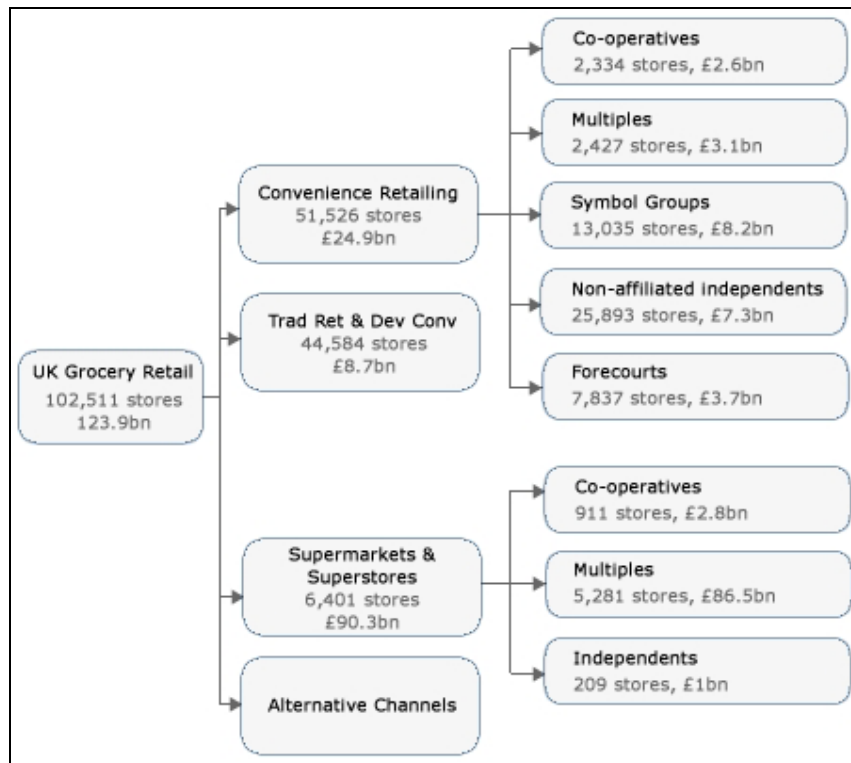 UK Grocery Retail
102,511 stores
123.9bn
Convenience Retailing
51,526 stores
£24.9bn
Trad Ret & Dev Conv
44,584 stores
£8.7bn
Supermarkets &
Superstores
6,401 stores
£90.3bn
Alternative Channels
Co-operatives
2,334 stores, £2.6bn
Multiples
2,427 stores, £3.1bn
Symbol Groups
13,035 stores, £8.2bn
Non-affiliated independents
25,893 stores, £7.3bn
Forecourts
7,837 stores, £3.7bn
Co-operatives
911 stores, £2.8bn
Multiples
5,281 stores, £86.5bn
Independents
209 stores, £1bn